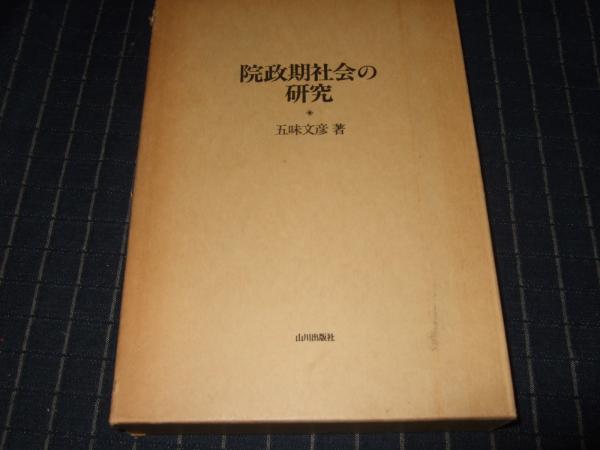 院政期社会の
研究
五味文彦 著
山川出版社